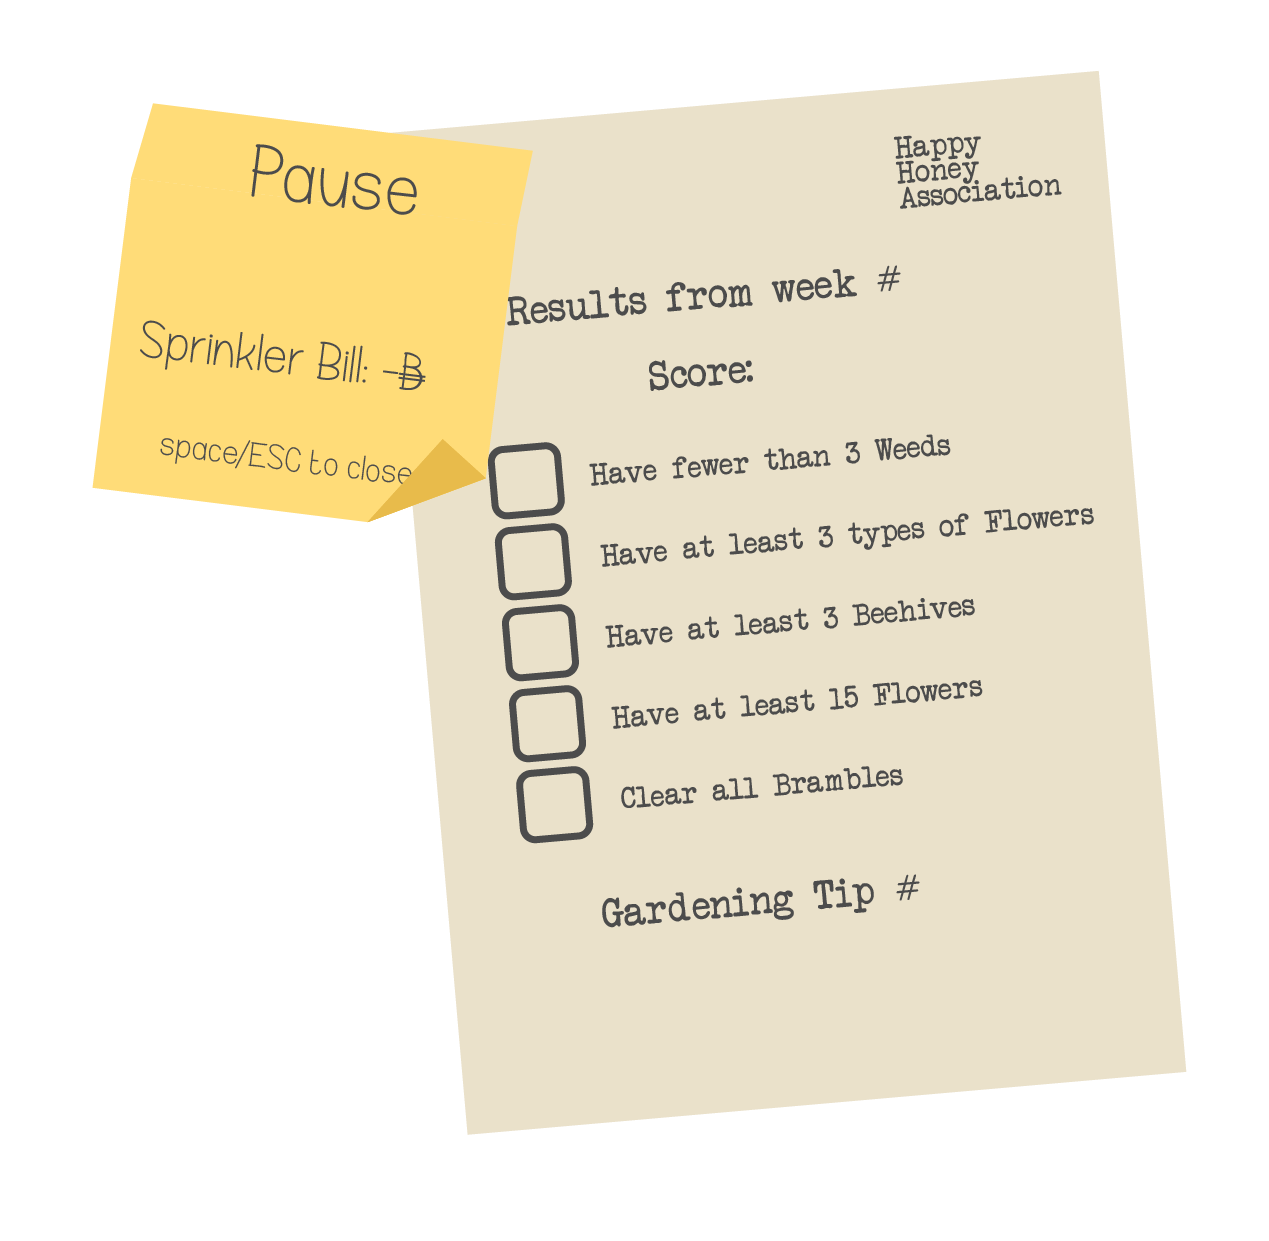 Pause
Sprinkler Bill: -B
space/ESC to close
Happy
Honey
Association
Results from week #
Score:
Have fewer than 3 Weeds
Have at least 3 types of Flowers
Have at least 3 Beehives
Have at least 15 Flowers
Clear all Brambles
Gardening Tip #